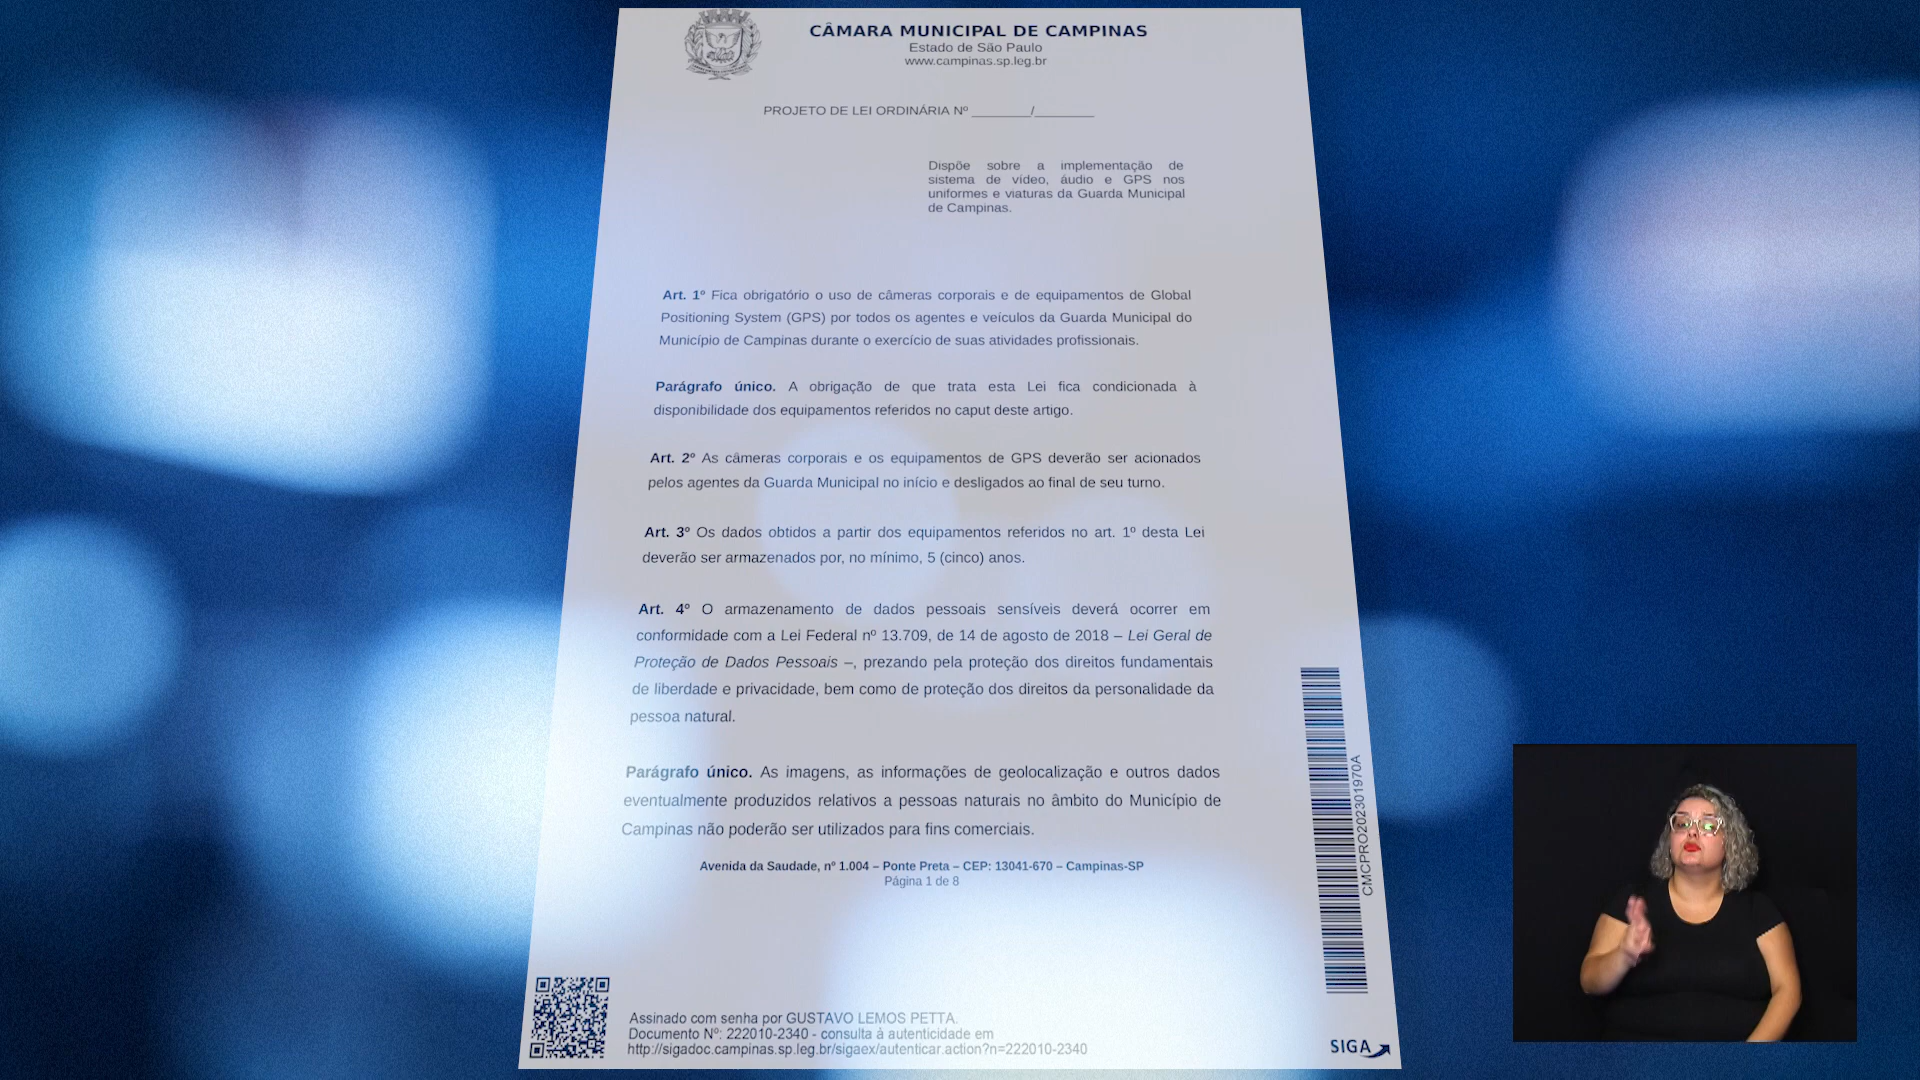 CÂMARA MUNICIPAL DE CAMPINAS
Estado de São Paulo
www.campinas.sp.leg.br
PROJETO DE LEI ORDINÁRIA Nº ________/________
Dispõe sobre a implementação de
sistema de vídeo, áudio e GPS nos
uniformes e viaturas da Guarda Municipal
de Campinas.
Art. 1º Fica obrigatório o uso de câmeras corporais e de equipamentos de Global
Positioning System (GPS) por todos os agentes e veículos da Guarda Municipal do
Município de Campinas durante o exercício de suas atividades profissionais.
Parágrafo único. A obrigação de que trata esta Lei fica condicionada à
disponibilidade dos equipamentos referidos no caput deste artigo.
Art. 2º As câmeras corporais e os equipamentos de GPS deverão ser acionados
pelos agentes da Guarda Municipal no início e desligados ao final de seu turno.
Art. 3º Os dados obtidos a partir dos equipamentos referidos no art. 1º desta Lei
deverão ser armazenados por, no mínimo, 5 (cinco) anos.
Art. 4º O armazenamento de dados pessoais sensíveis deverá ocorrer em
conformidade com a Lei Federal nº 13.709, de 14 de agosto de 2018 – Lei Geral de
Proteção de Dados Pessoais –, prezando pela proteção dos direitos fundamentais
de liberdade e privacidade, bem como de proteção dos direitos da personalidade da
pessoa natural.
Parágrafo único. As imagens, as informações de geolocalização e outros dados
eventualmente produzidos relativos a pessoas naturais no âmbito do Município de
Campinas não poderão ser utilizados para fins comerciais.
Avenida da Saudade, nº 1.004 – Ponte Preta – CEP: 13041-670 – Campinas-SP
Página 1 de 8
CMCPRO202301970A
Assinado com senha por GUSTAVO LEMOS PETTA.
Documento Nº: 222010-2340 - consulta à autenticidade em
http://sigadoc.campinas.sp.leg.br/sigaex/autenticar.action?n=222010-2340
SIGA